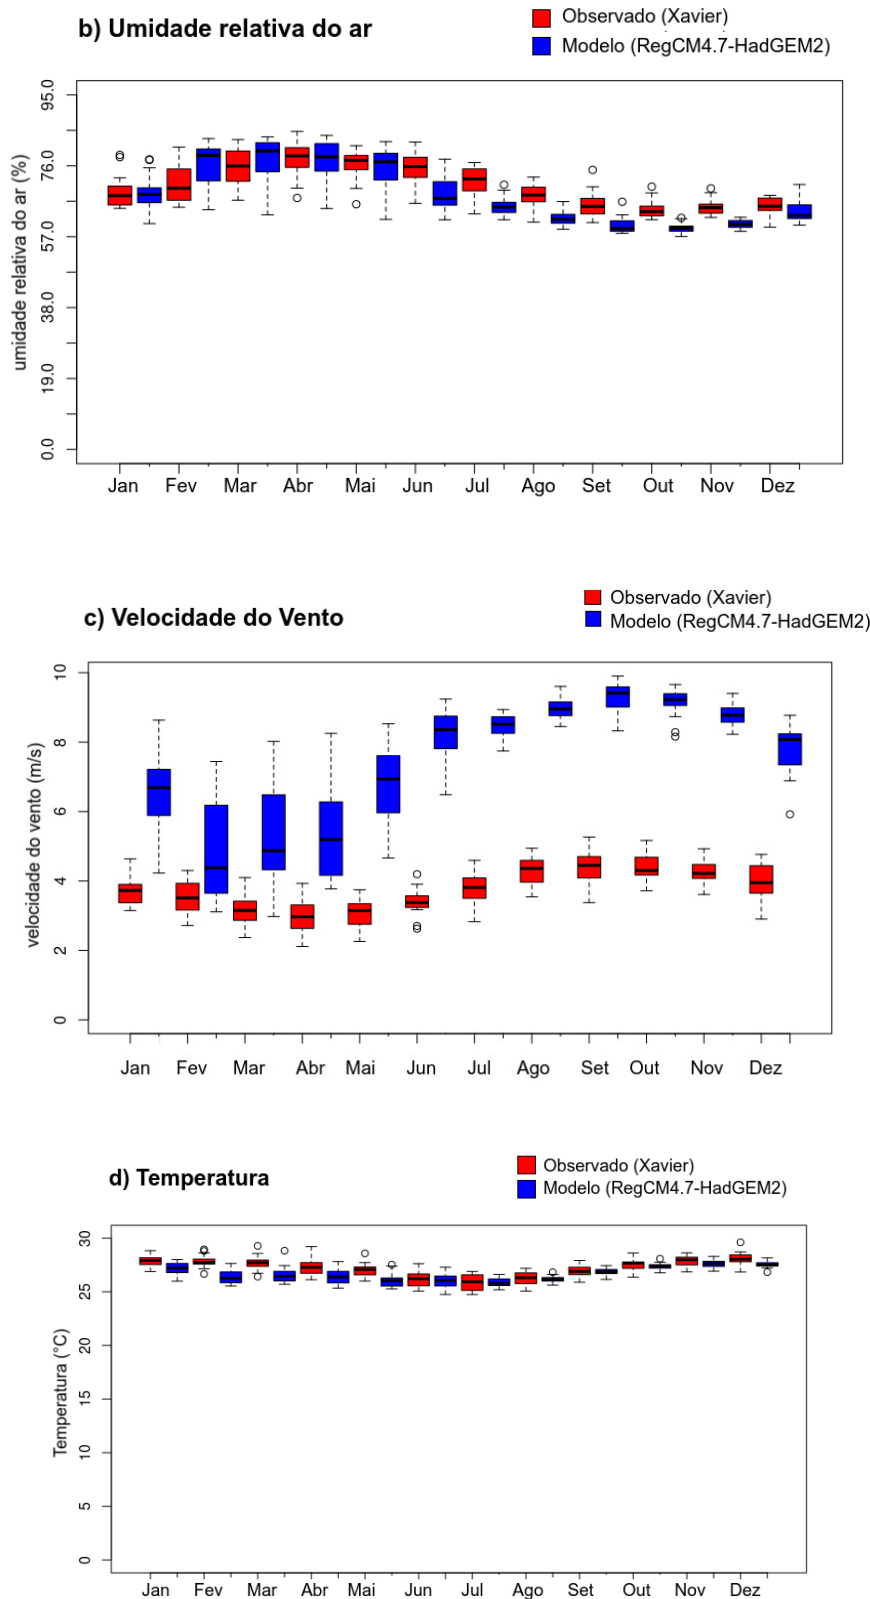 b) Umidade relativa do ar
Observado (Xavier)
Modelo (RegCM4.7-HadGEM2)
umidade relativa do ar (%)
95.0
76.0
57.0
38.0
19.0
0.0
Jan Fev Mar Abr Mai Jun Jul Ago Set Out Nov Dez
c) Velocidade do Vento
Observado (Xavier)
Modelo (RegCM4.7-HadGEM2)
velocidade do vento (m/s)
10
8
6
4
2
0
Jan Fev Mar Abr Mai Jun Jul Ago Set Out Nov Dez
d) Temperatura
Observado (Xavier)
Modelo (RegCM4.7-HadGEM2)
Temperatura (°C)
30
25
20
15
10
5
0
Jan Fev Mar Abr Mai Jun Jul Ago Set Out Nov Dez